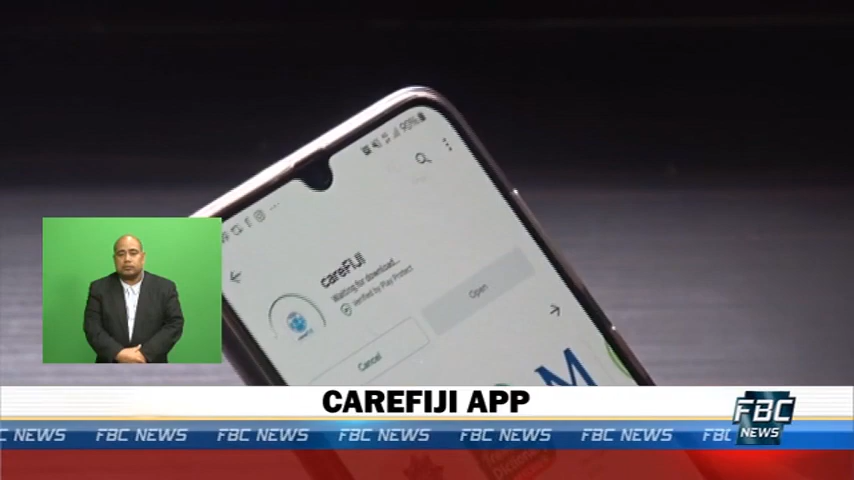 90%
careFIJI
Waiting for download...
Verified by Play Protect
Cancel
Open
M
CAREFIJI APP
FBC
NEWS
C NEWS FBC NEWS FBC NEWS FBC NEWS FBC NEWS FBC NEWS FBC